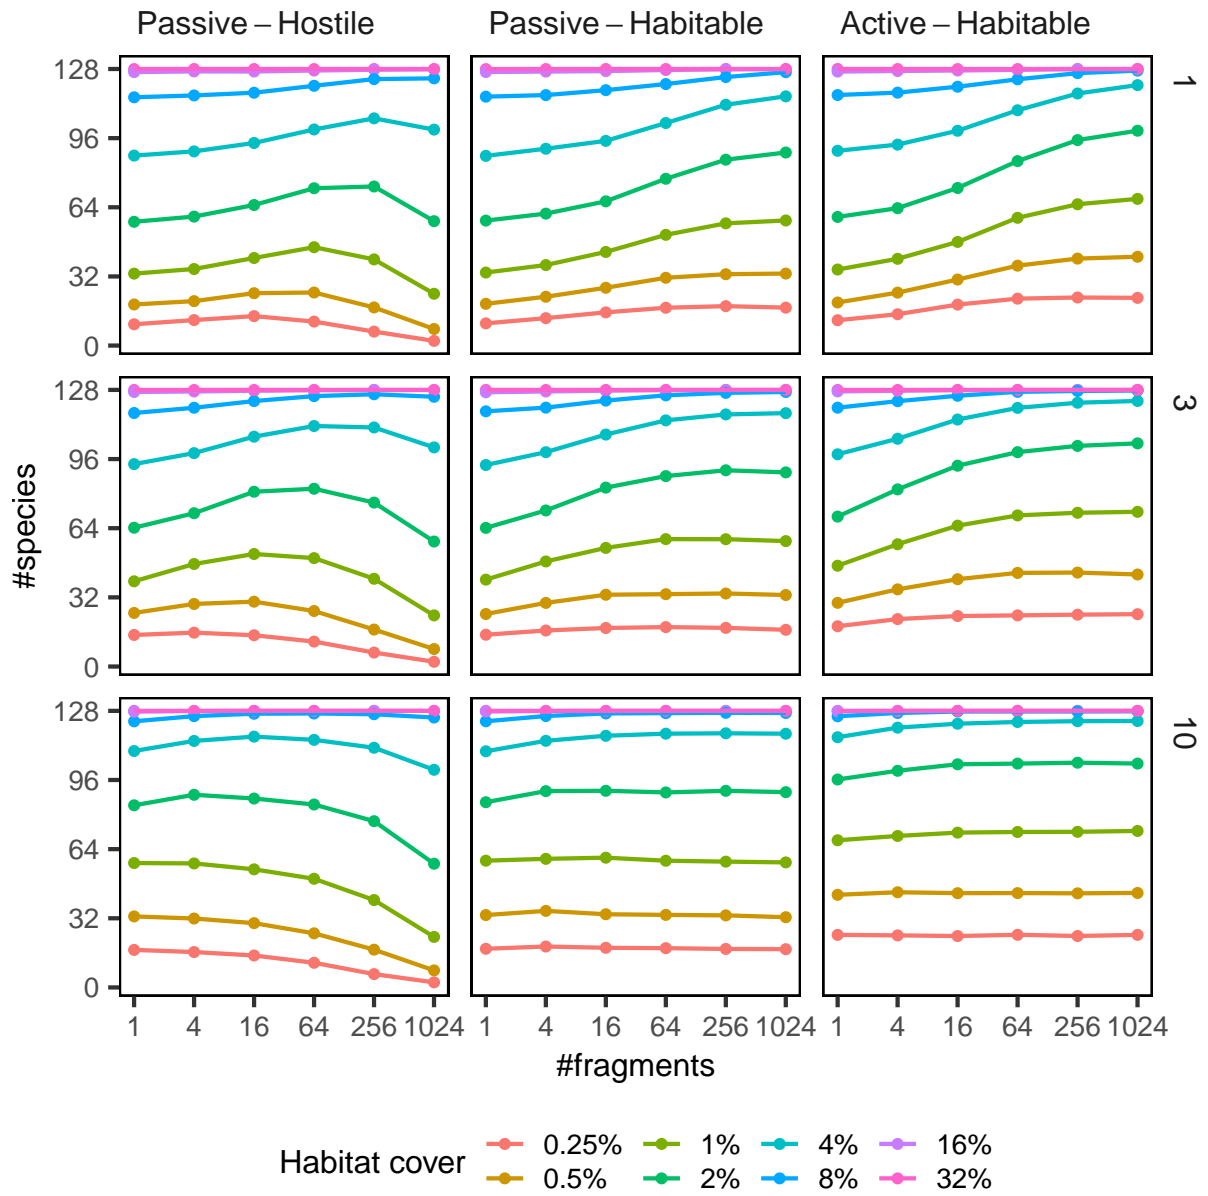 Passive – Hostile Passive – Habitable Active – Habitable
128
96
64
32
0
1
128
96
64
32
0
3
128
96
64
32
0
10
#species
1 4 16 64 256 1024 1 4 16 64 256 1024 1 4 16 64 256 1024
#fragments
Habitat cover
0.25% 1% 4% 16%
0.5% 2% 8% 32%